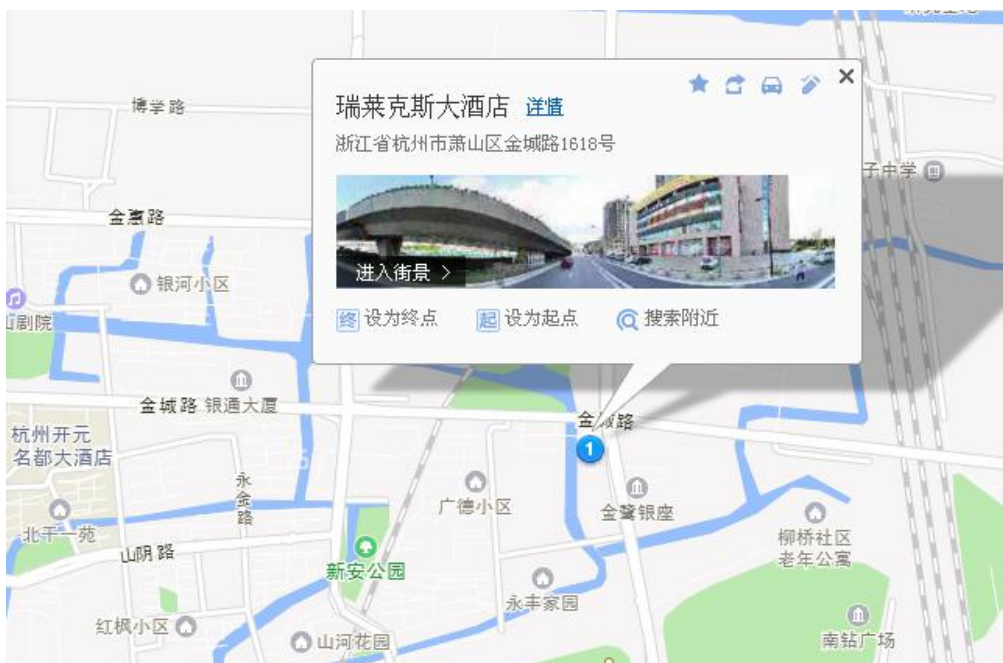 博学路
瑞莱克斯大酒店 详情
浙江省杭州市萧山区金城路1618号
进入街景 >
终 设为终点 起 设为起点 搜索附近
子中学
金惠路
银河小区
剧院
金城路 银通大厦
金城路
1
杭州开元
名都大酒店
永金路
广德小区
金鹭银座
北干一苑
山阴路
新安公园
柳桥社区
老年公寓
永丰家园
红枫小区
山河花园
南钻广场